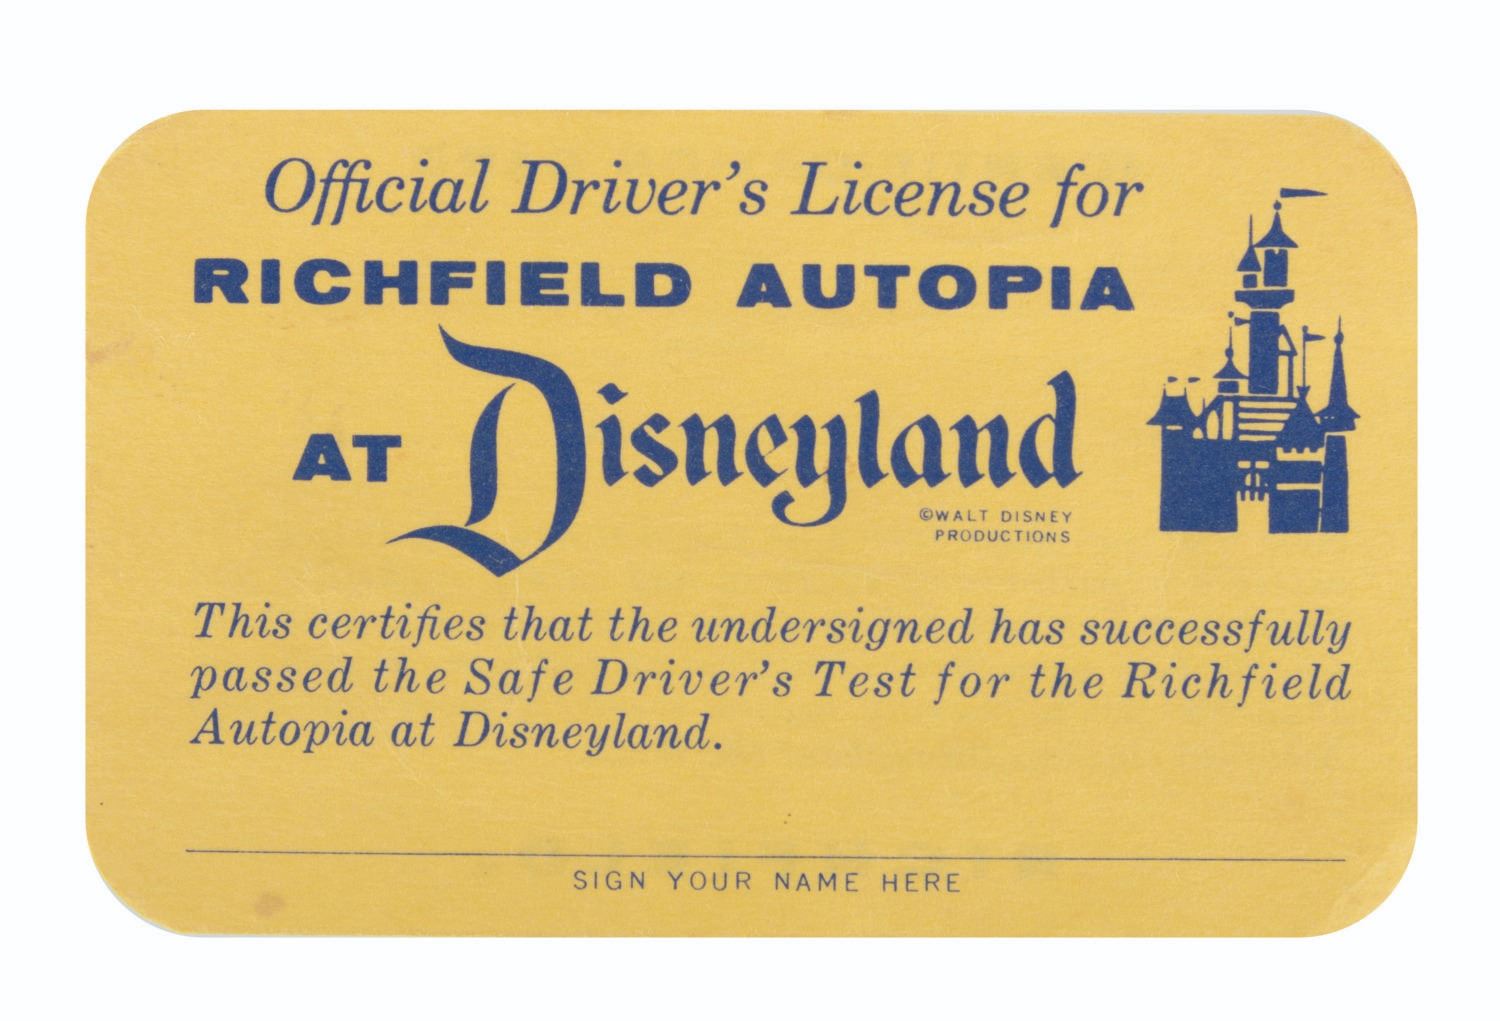 Official Driver's License for
RICHFIELD AUTOPIA
AT Disneyland
©WALT DISNEY
PRODUCTIONS
This certifies that the undersigned has successfully
passed the Safe Driver's Test for the Richfield
Autopia at Disneyland.
SIGN YOUR NAME HERE